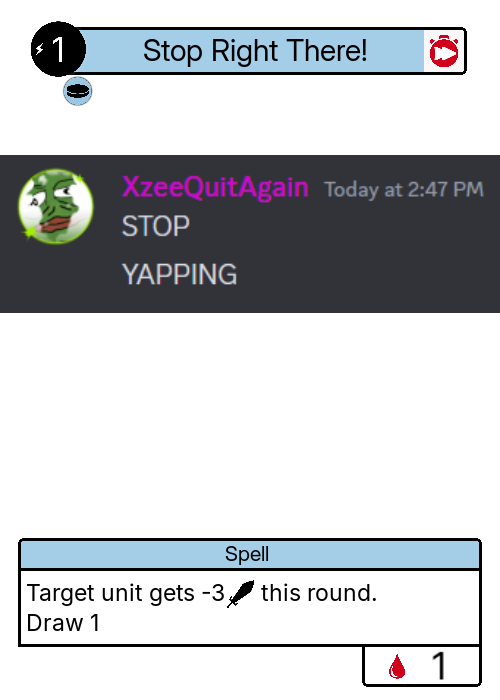 1 Stop Right There!
XzeeQuitAgain Today at 2:47 PM
STOP
YAPPING
Spell
Target unit gets -3 this round.
Draw 1
1